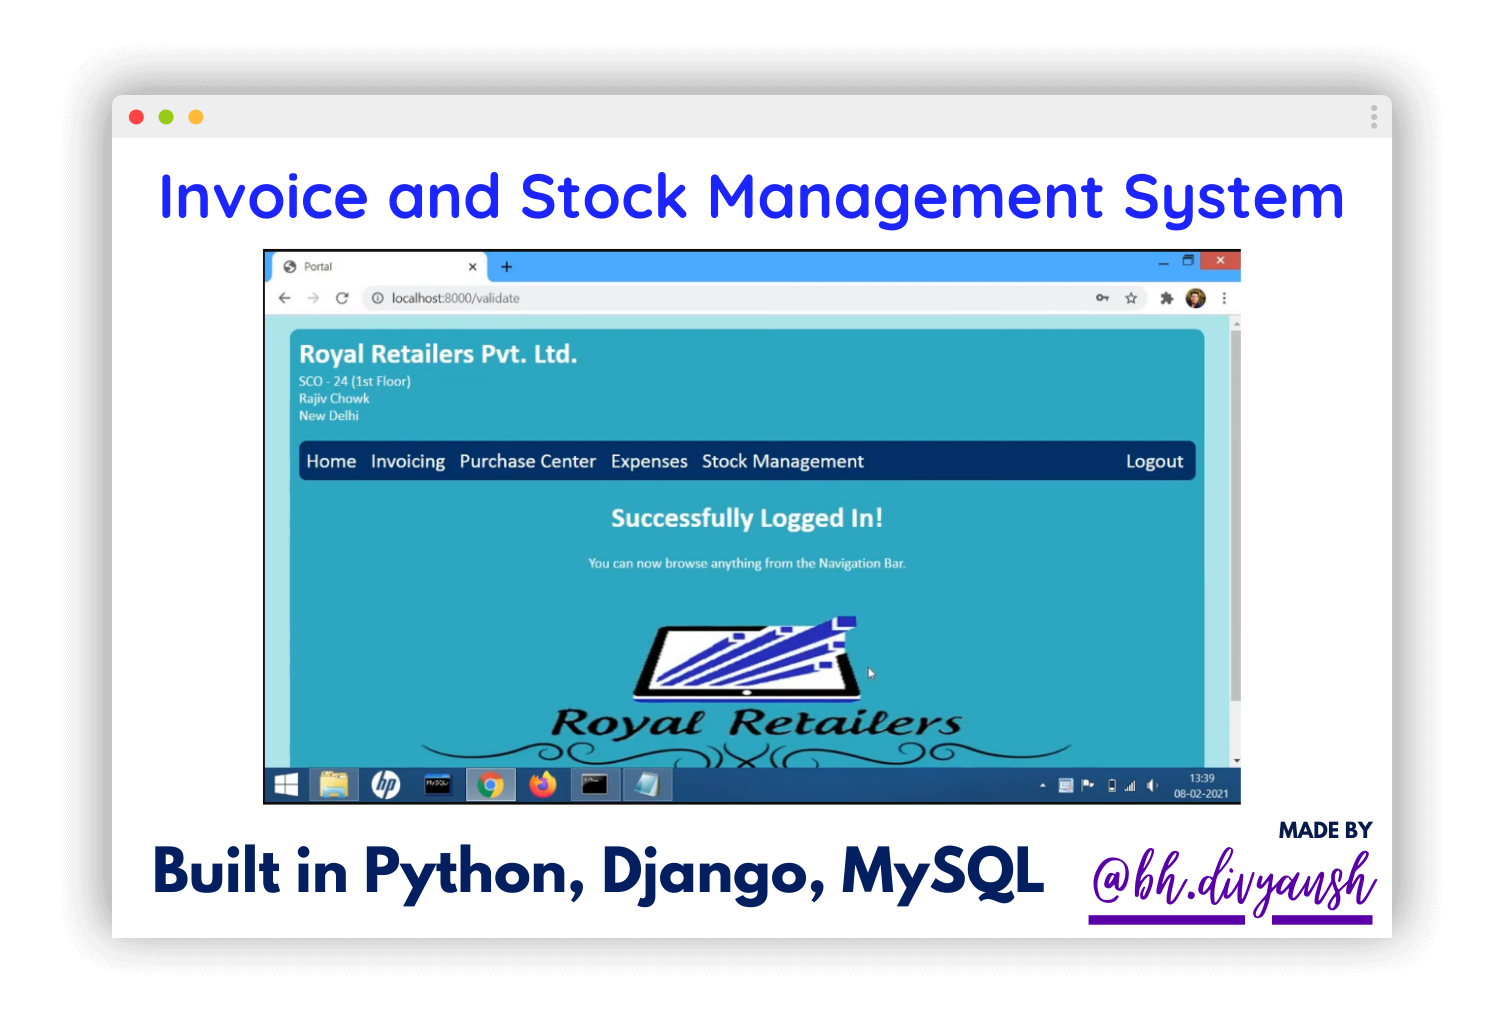 Invoice and Stock Management System
Portal
localhost:8000/validate
Royal Retailers Pvt. Ltd.
SCO - 24 (1st Floor)
Rajiv Chowk
New Delhi
Home Invoicing Purchase Center Expenses Stock Management Logout
Successfully Logged In!
You can now browse anything from the Navigation Bar.
Royal Retailers
hp MySQL
13:39
08-02-2021
MADE BY
Built in Python, Django, MySQL @bh.divyansh